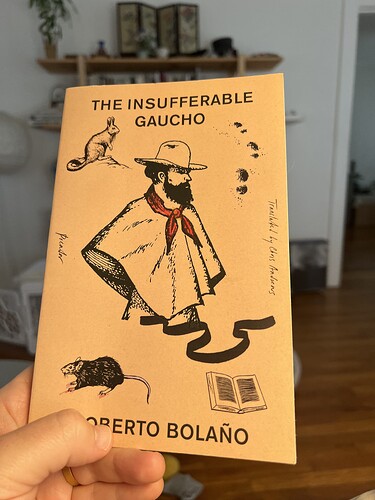 THE INSUFFERABLE
GAUCHO
Translated by Chris Andrews
Picador
OBERTO BOLAÑO